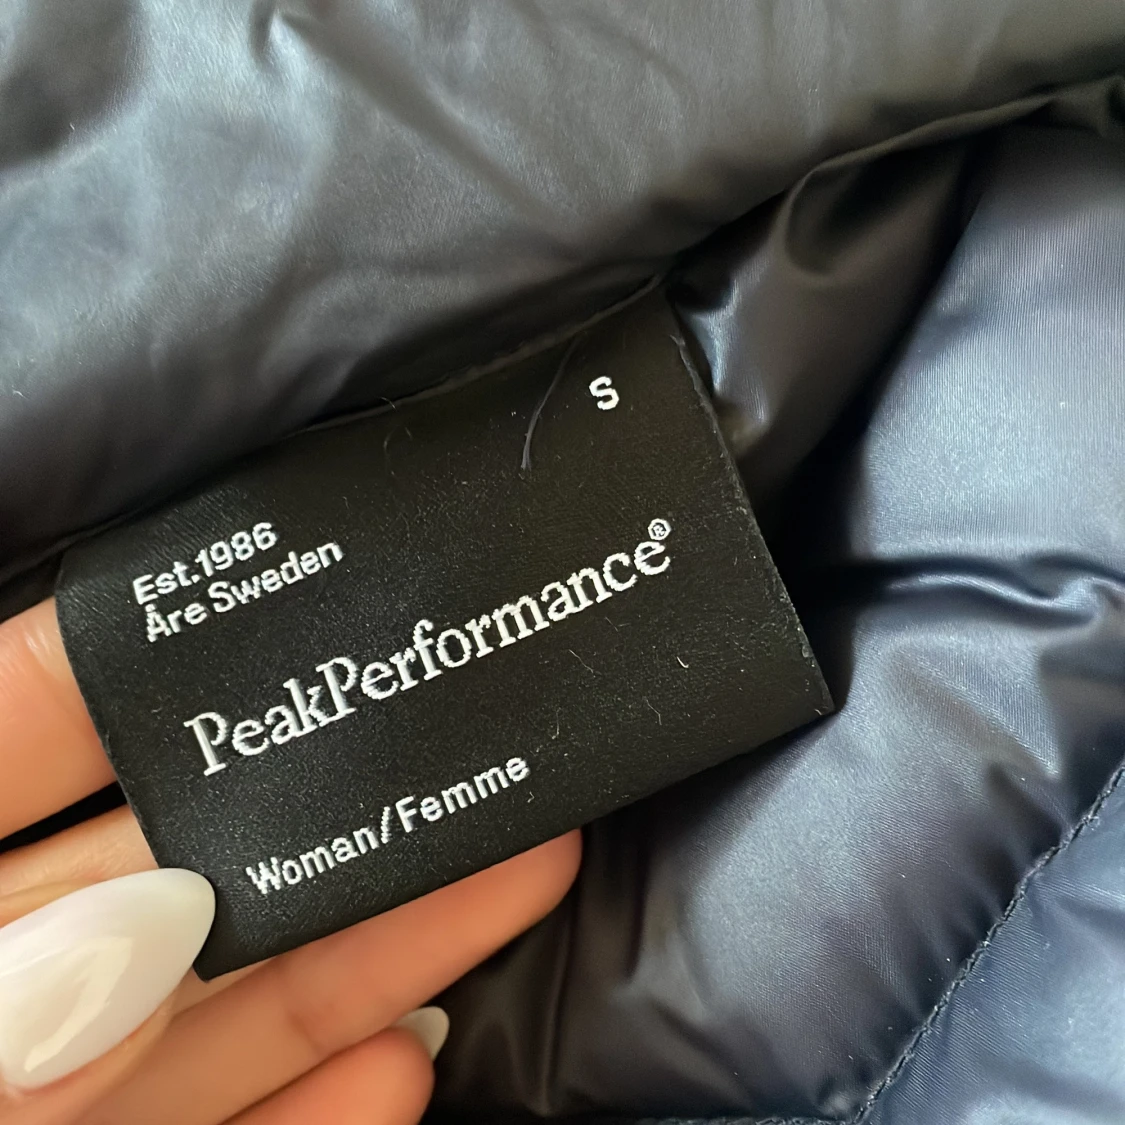 S
Est.1986
Åre Sweden
PeakPerformance®
Woman/Femme